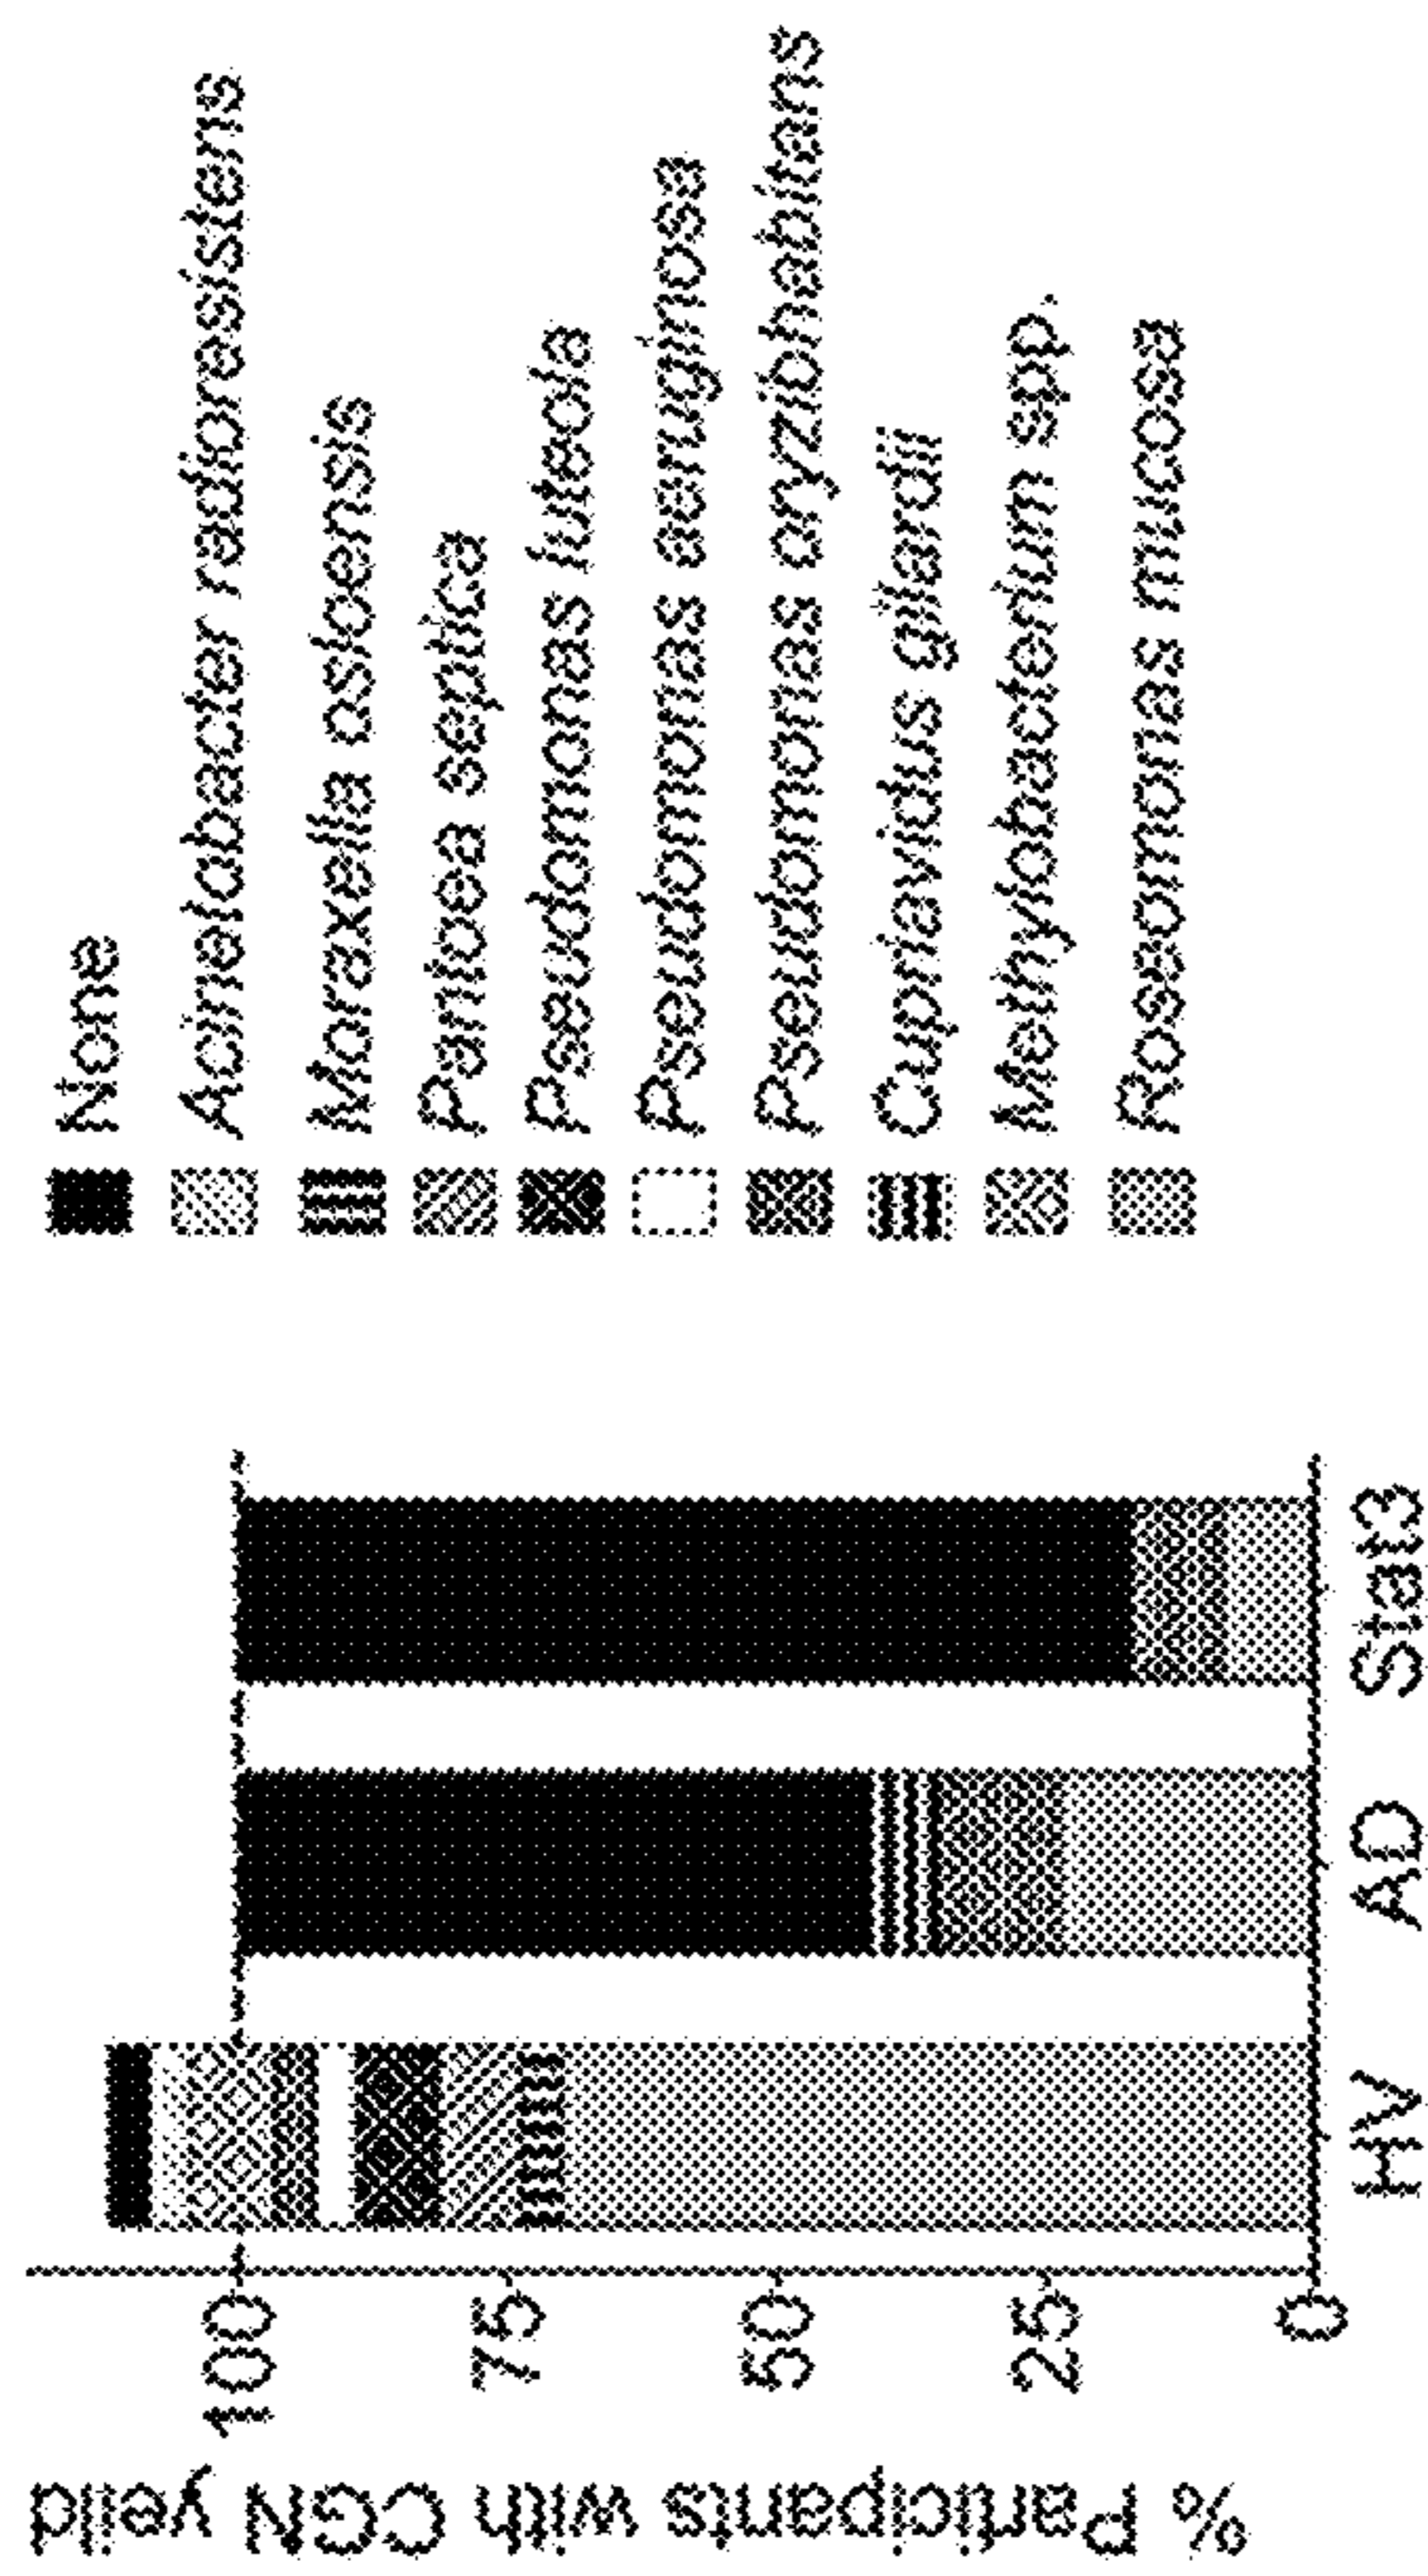 % Participants with CGN yeild
100
75
50
25
0
HV
AD
Stat3
None
Acinetobacter radioresistens
Moraxella osloensis
Pantoea septica
Pseudomonas luteola
Pseudomonas aeruginosa
Pseudomonas oryzibhabitans
Cupriavidus gilardii
Methylobacterium spp.
Roseomonas mucosa